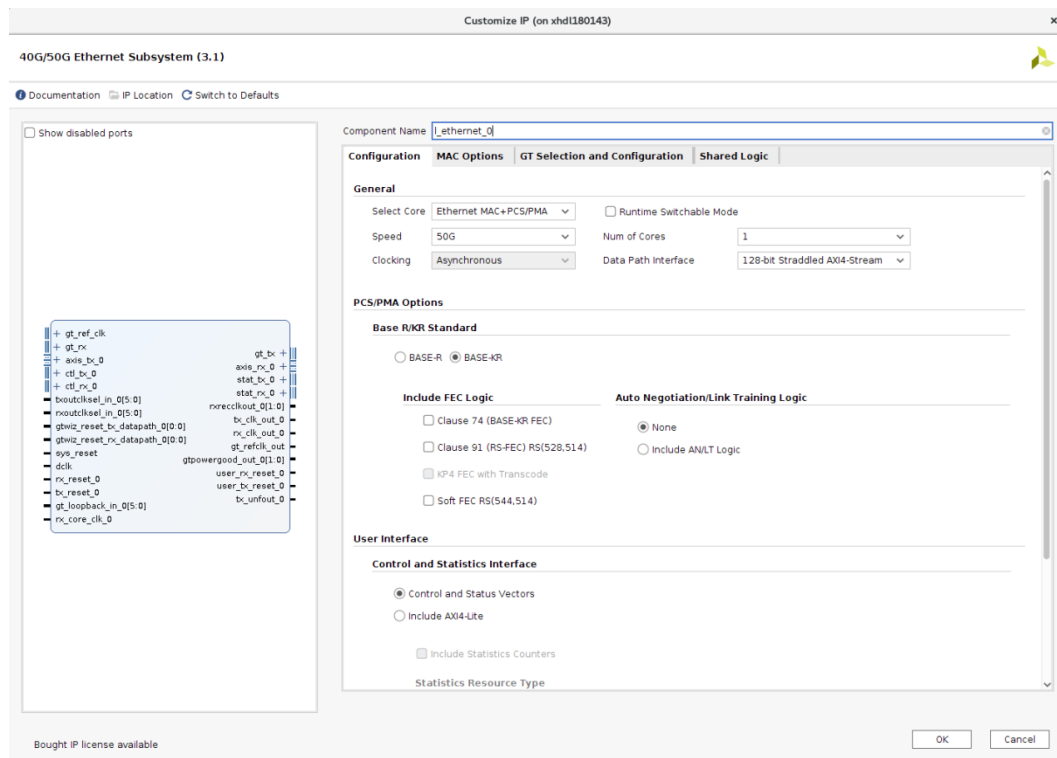 Customize IP (on xhdl180143)
x
40G/50G Ethernet Subsystem (3.1)
Documentation IP Location Switch to Defaults
Show disabled ports
+ gt_ref_clk
+ gt_rx
+ axis_tx_0
+ ctl_tx_0
+ ctl_rx_0
txoutclksel_in_0[5:0]
rxoutclksel_in_0[5:0]
gtwiz_reset_tx_datapath_0[0:0]
gtwiz_reset_rx_datapath_0[0:0]
sys_reset
dclk
rx_reset_0
tx_reset_0
gt_loopback_in_0[5:0]
rx_core_clk_0
gt_tx +
axis_rx_0 +
stat_tx_0 +
stat_rx_0 +
rxrecclkout_0[1:0]
tx_clk_out_0
rx_clk_out_0
gt_refclk_out
gtpowergood_out_0[1:0]
user_rx_reset_0
user_tx_reset_0
tx_unfout_0
Component Name l_ethernet_0
Configuration MAC Options GT Selection and Configuration Shared Logic
General
Select Core Ethernet MAC+PCS/PMA Runtime Switchable Mode
Speed 50G Num of Cores 1
Clocking Asynchronous Data Path Interface 128-bit Straddled AXI4-Stream
PCS/PMA Options
Base R/KR Standard
BASE-R BASE-KR
Include FEC Logic
Clause 74 (BASE-KR FEC)
Clause 91 (RS-FEC) RS(528,514)
KP4 FEC with Transcode
Soft FEC RS(544,514)
Auto Negotiation/Link Training Logic
None
Include AN/LT Logic
User Interface
Control and Statistics Interface
Control and Status Vectors
Include AXI4-Lite
Include Statistics Counters
Statistics Resource Type
Bought IP license available
OK Cancel